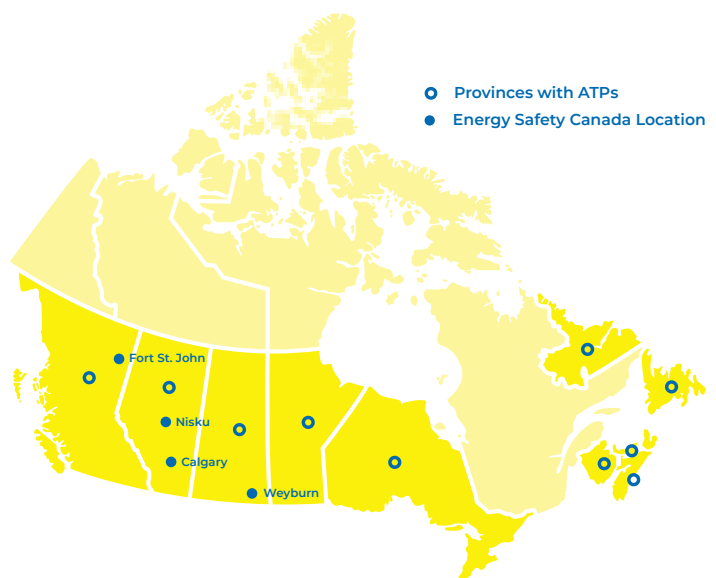 Provinces with ATPs
Energy Safety Canada Location
Fort St. John
Nisku
Calgary
Weyburn